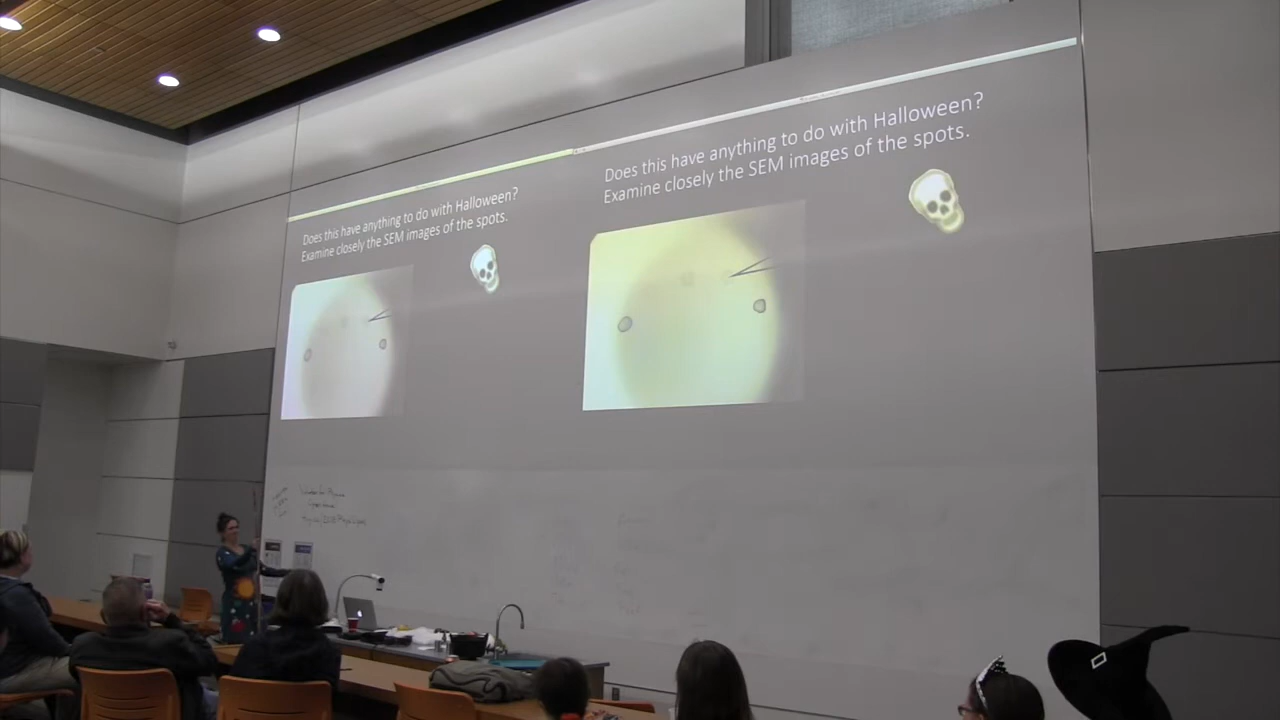 Does this have anything to do with Halloween?
Examine closely the SEM images of the spots.
Does this have anything to do with Halloween?
Examine closely the SEM images of the spots.